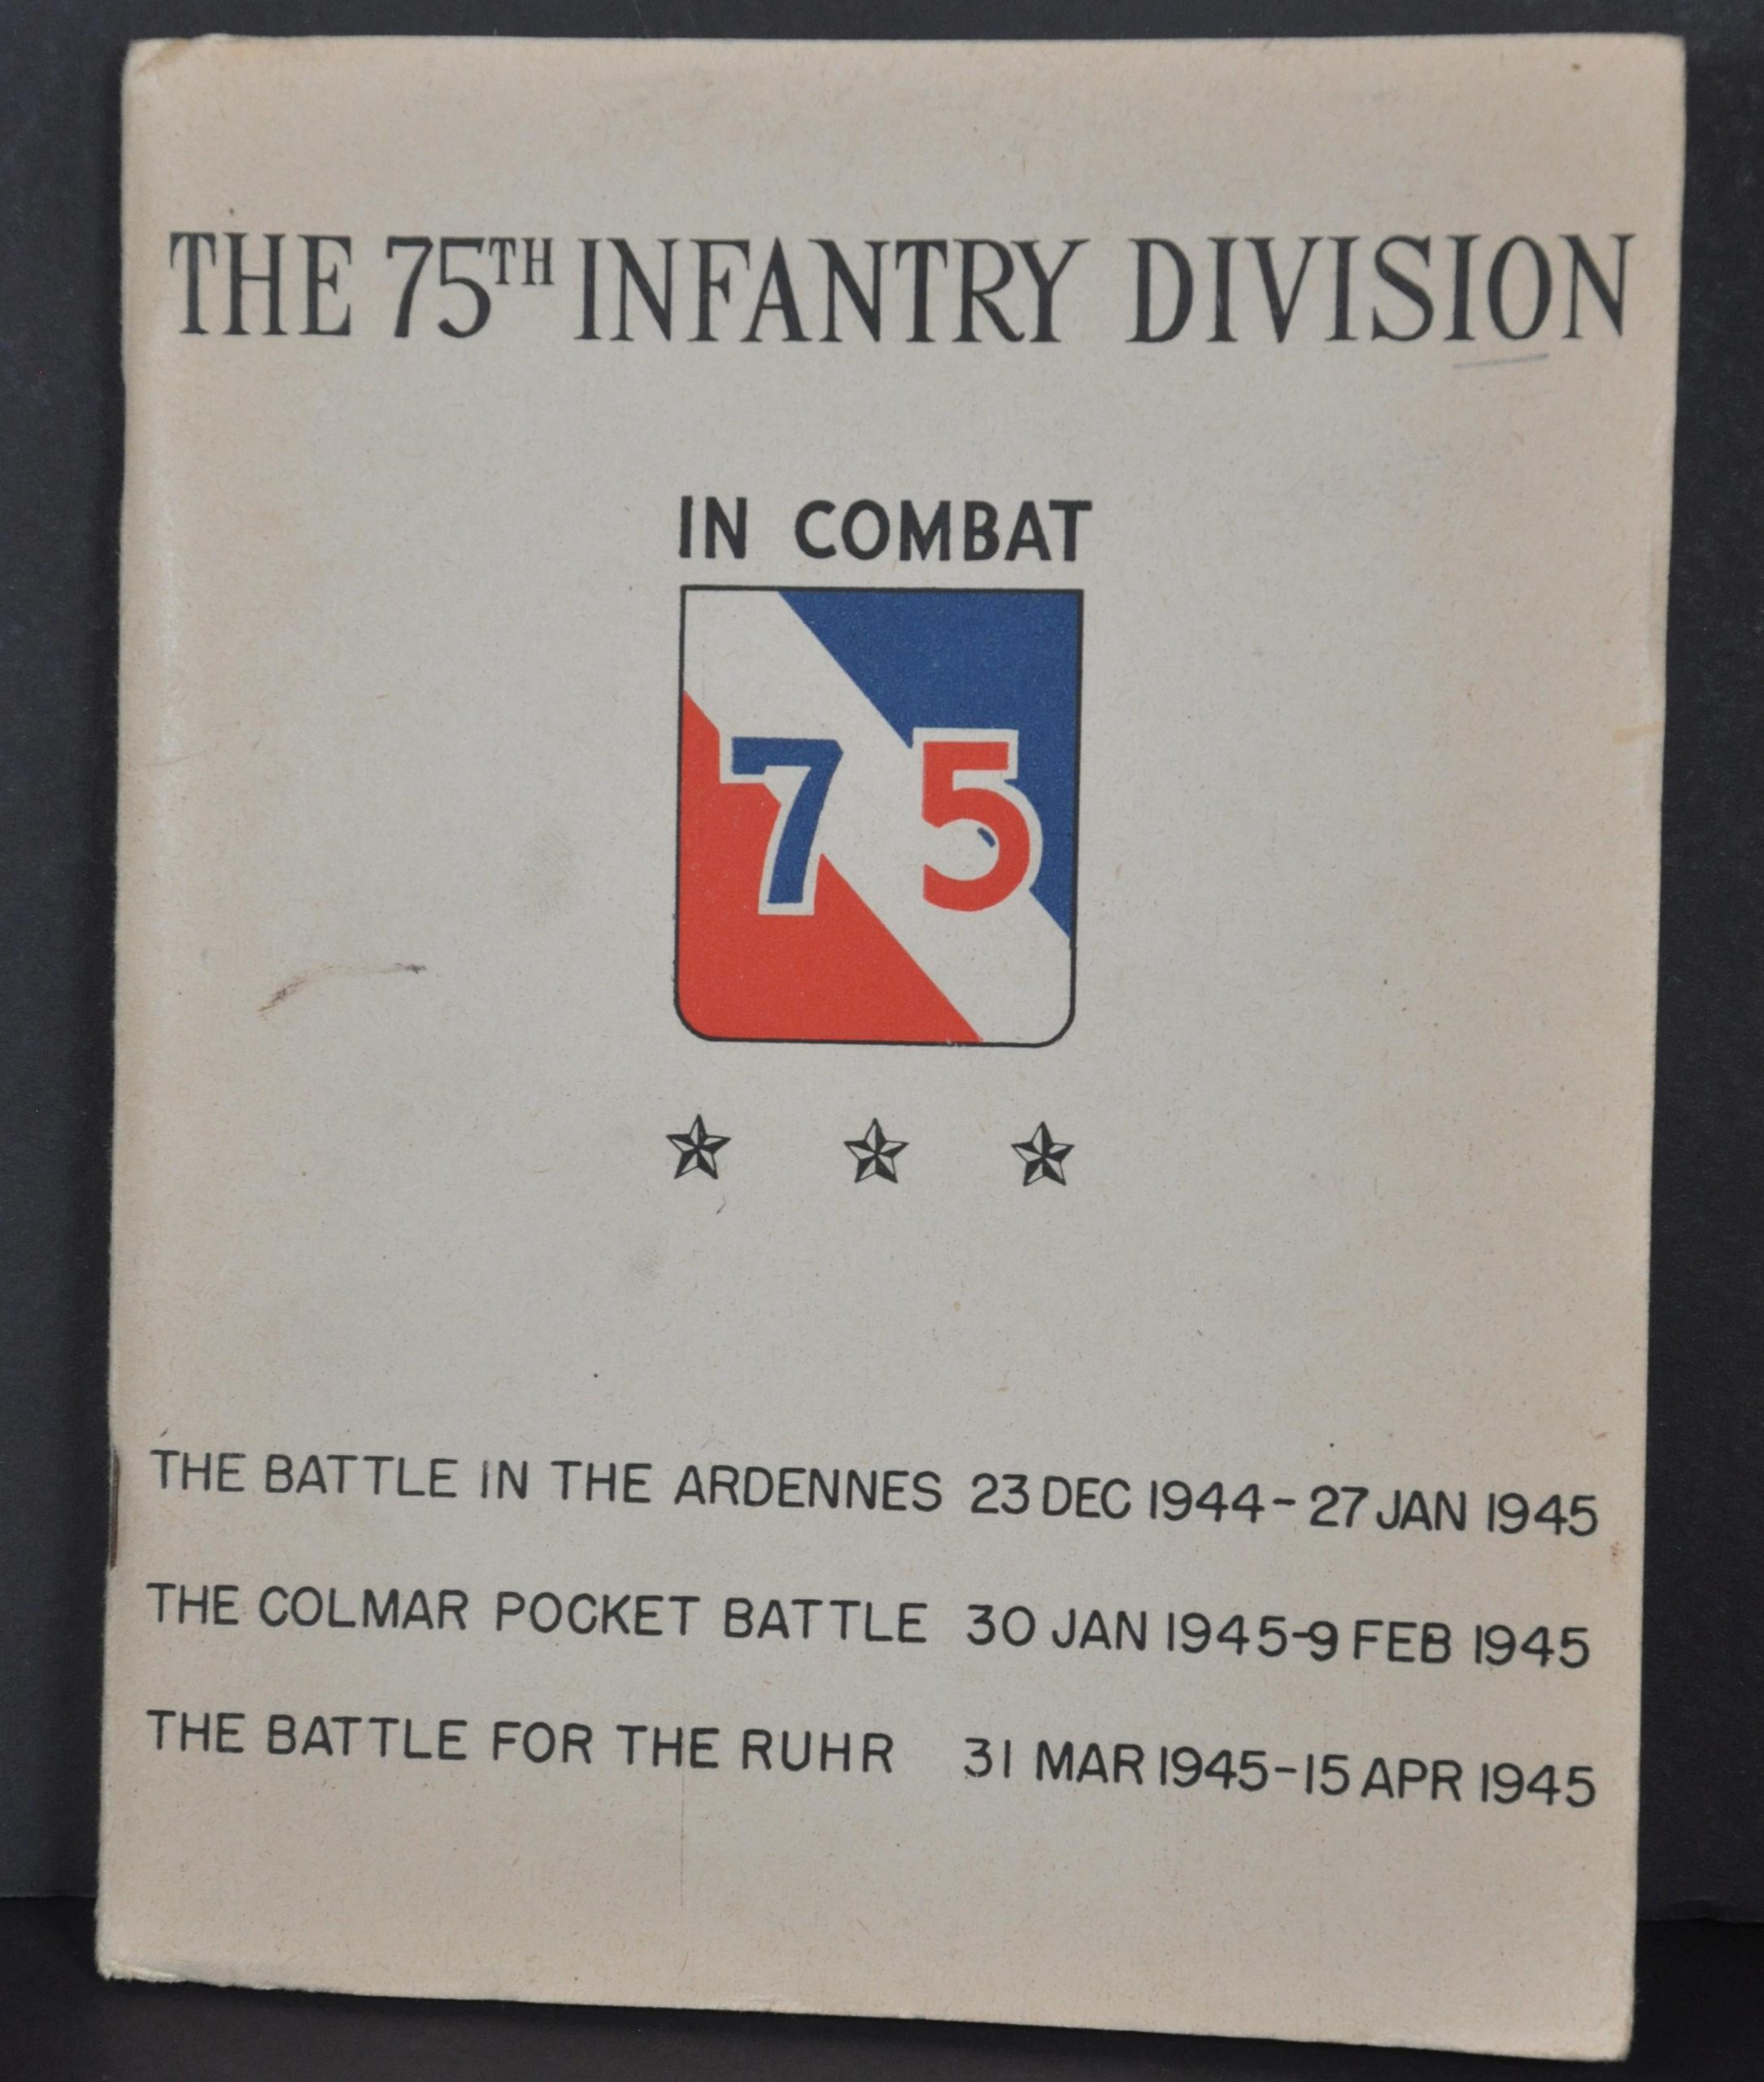 THE 75TH INFANTRY DIVISION
IN COMBAT
75
THE BATTLE IN THE ARDENNES 23 DEC 1944-27 JAN 1945
THE COLMAR POCKET BATTLE 30 JAN 1945-9 FEB 1945
THE BATTLE FOR THE RUHR 31 MAR 1945-15 APR 1945